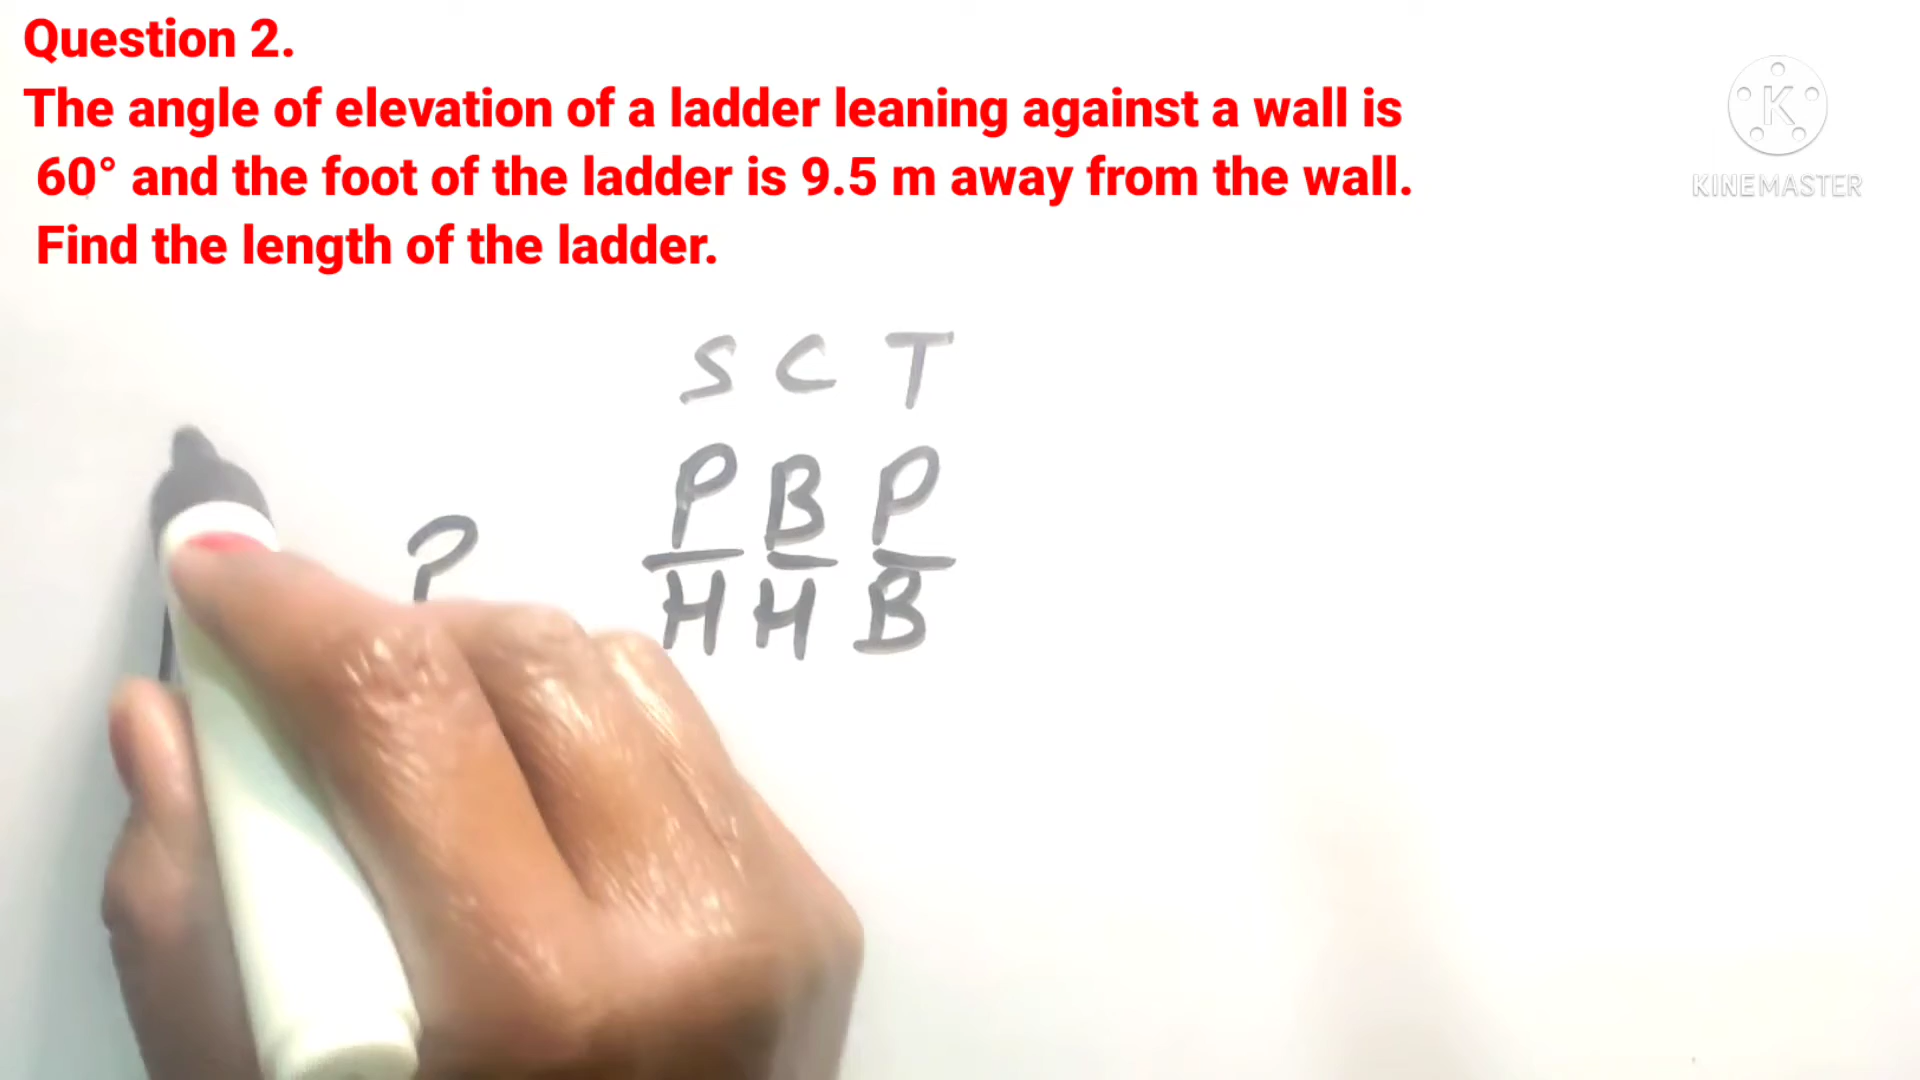 Question 2.
The angle of elevation of a ladder leaning against a wall is
60° and the foot of the ladder is 9.5 m away from the wall.
Find the length of the ladder.
KINEMASTER
S C T
P B P
H H B
?